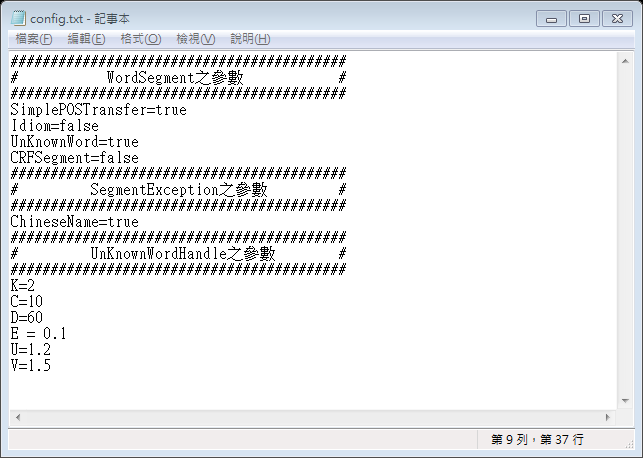 config.txt - 記事本
檔案(F) 編輯(E) 格式(O) 檢視(V) 說明(H)
##########################################
# WordSegment之參數 #
##########################################
SimplePOSTransfer=true
Idiom=false
UnKnownWord=true
CRFSegment=false
##########################################
# SegmentException之參數 #
##########################################
ChineseName=true
##########################################
# UnKnownWordHandle之參數 #
##########################################
K=2
C=10
D=60
E = 0.1
U=1.2
V=1.5
第 9 列，第 37 行